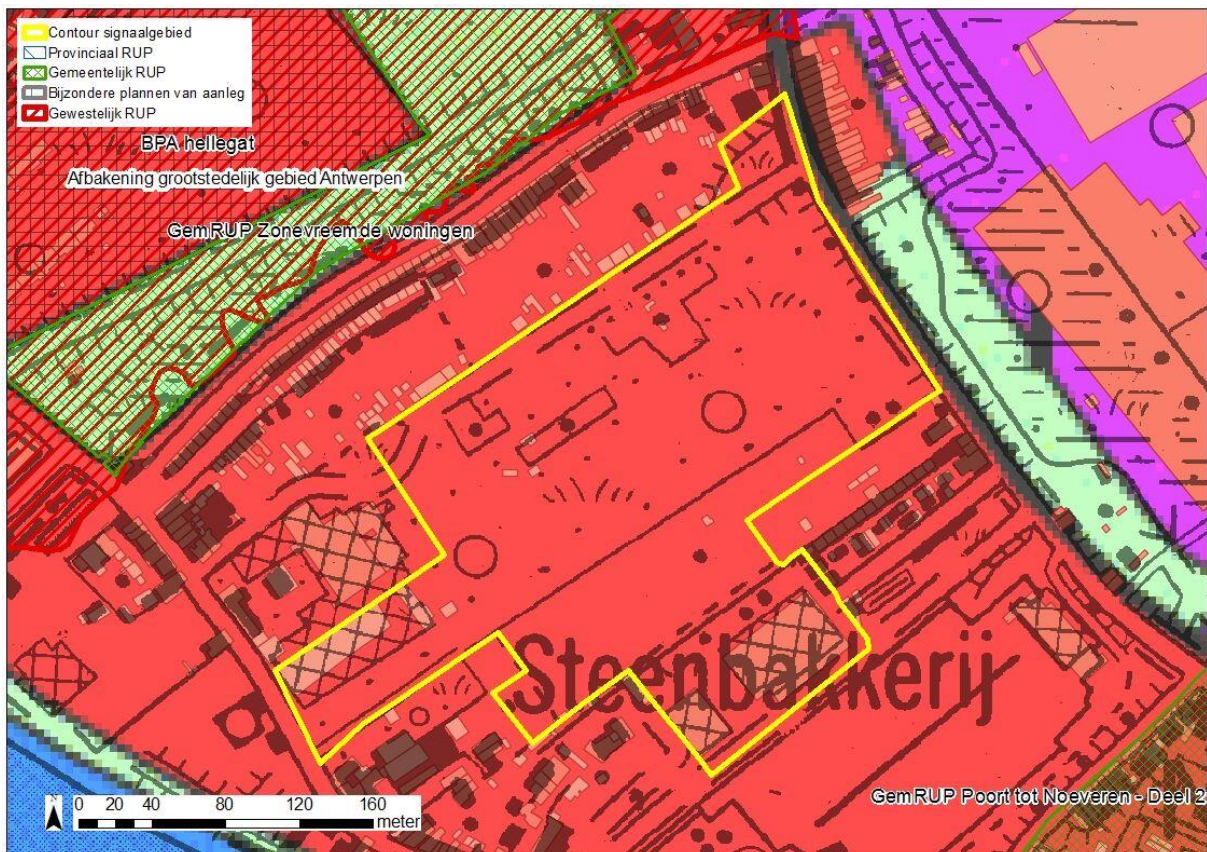 Contour signaalgebied
Provinciaal RUP
Gemeentelijk RUP
Bijzondere plannen van aanleg
Gewestelijk RUP
BPA hellegat
Afbakening grootstedelijk gebied Antwerpen
GemRUP Zonevreemde woningen
Steenbakkerij
GemRUP Poort tot Noeveren - Deel 2
0 20 40 80 120 160
meter